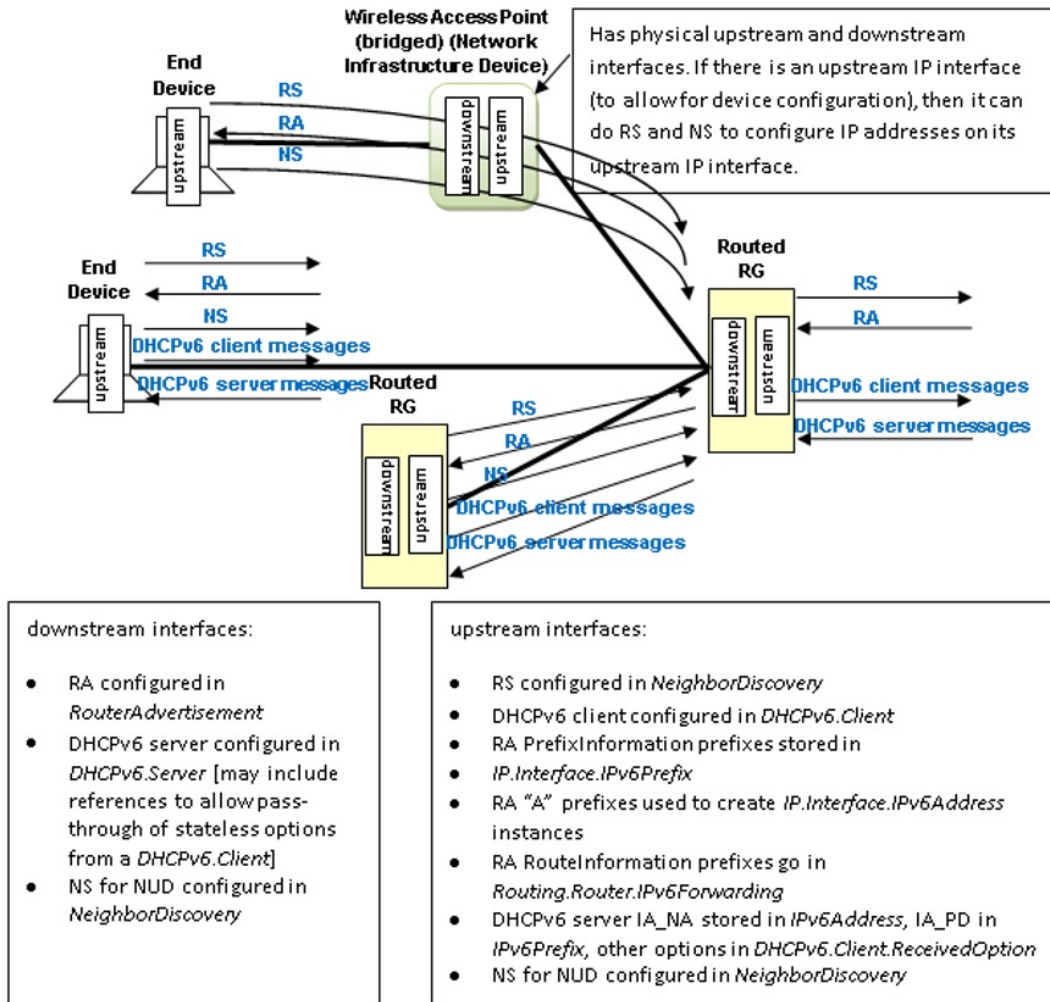 Wireless Access Point
(bridged) (Network
Infrastructure Device)
Has physical upstream and downstream
interfaces. If there is an upstream IP interface
(to allow for device configuration), then it can
do RS and NS to configure IP addresses on its
upstream IP interface.
End
Device
upstream
RS
RA
NS
downstream
upstream
End
Device
upstream
RS
RA
NS
DHCPv6 client messages
DHCPv6 server messages
Routed
RG
downstream
upstream
RS
RA
DHCPv6 client messages
DHCPv6 server messages
Routed
RG
downstream
upstream
RS
RA
NS
DHCPv6 client messages
DHCPv6 server messages
downstream interfaces:
● RA configured in
RouterAdvertisement
● DHCPv6 server configured in
DHCPv6.Server [may include
references to allow pass-
through of stateless options
from a DHCPv6.Client]
● NS for NUD configured in
NeighborDiscovery
upstream interfaces:
● RS configured in NeighborDiscovery
● DHCPv6 client configured in DHCPv6.Client
● RA PrefixInformation prefixes stored in
● IP.Interface.IPv6Prefix
● RA “A” prefixes used to create IP.Interface.IPv6Address
instances
● RA RouteInformation prefixes go in
Routing.Router.IPv6Forwarding
● DHCPv6 server IA_NA stored in IPv6Address, IA_PD in
IPv6Prefix, other options in DHCPv6.Client.ReceivedOption
● NS for NUD configured in NeighborDiscovery